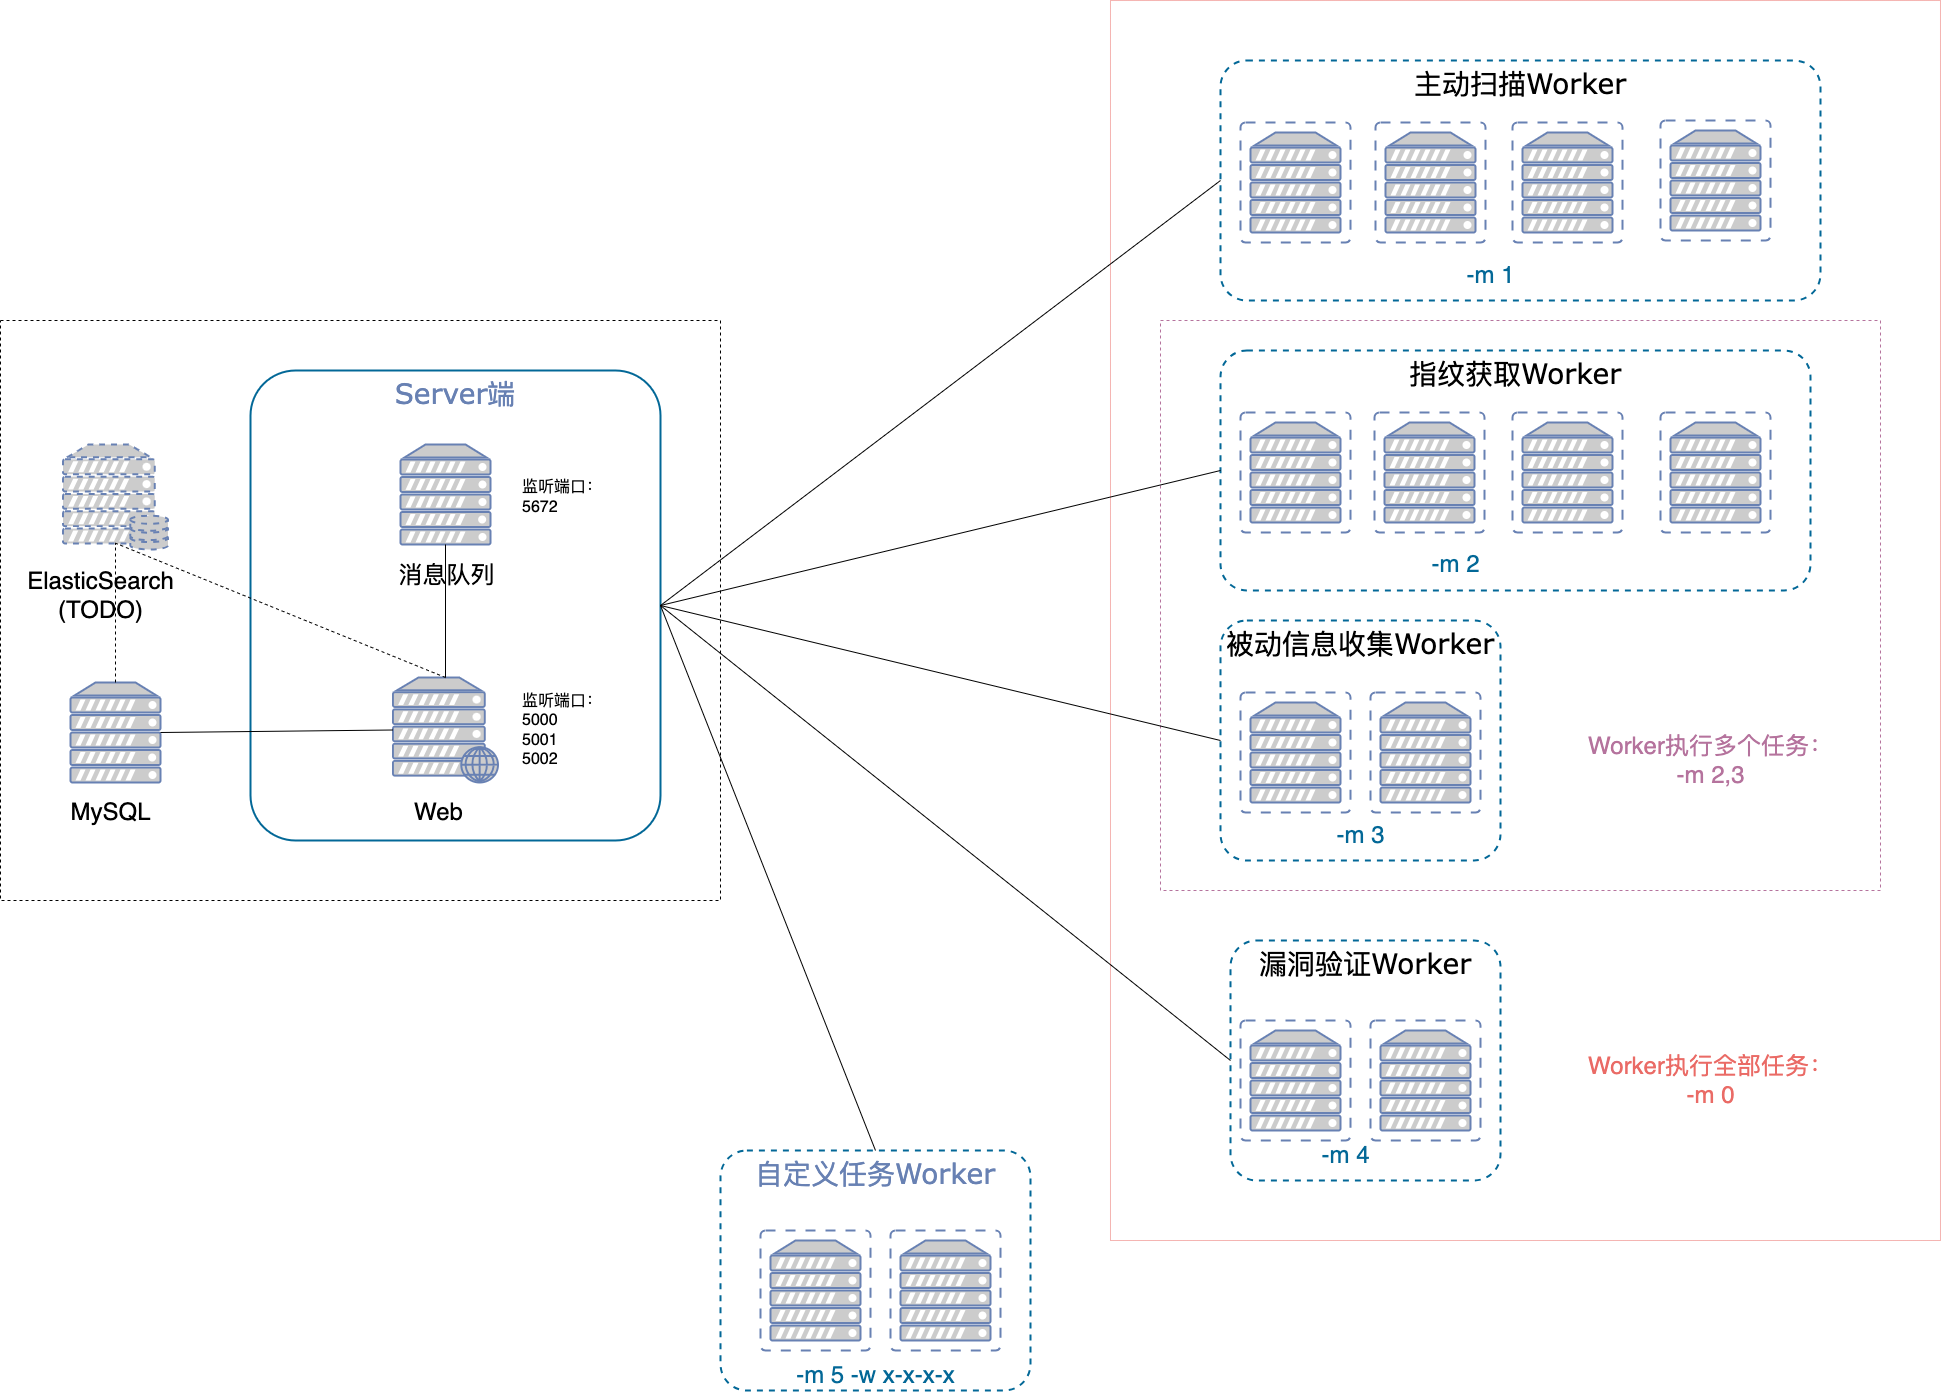 主动扫描Worker
-m 1
指纹获取Worker
-m 2
被动信息收集Worker
-m 3
Worker执行多个任务：
-m 2,3
漏洞验证Worker
-m 4
Worker执行全部任务：
-m 0
Server端
监听端口：
5672
消息队列
ElasticSearch
(TODO)
监听端口：
5000
5001
5002
MySQL
Web
自定义任务Worker
-m 5 -w x-x-x-x